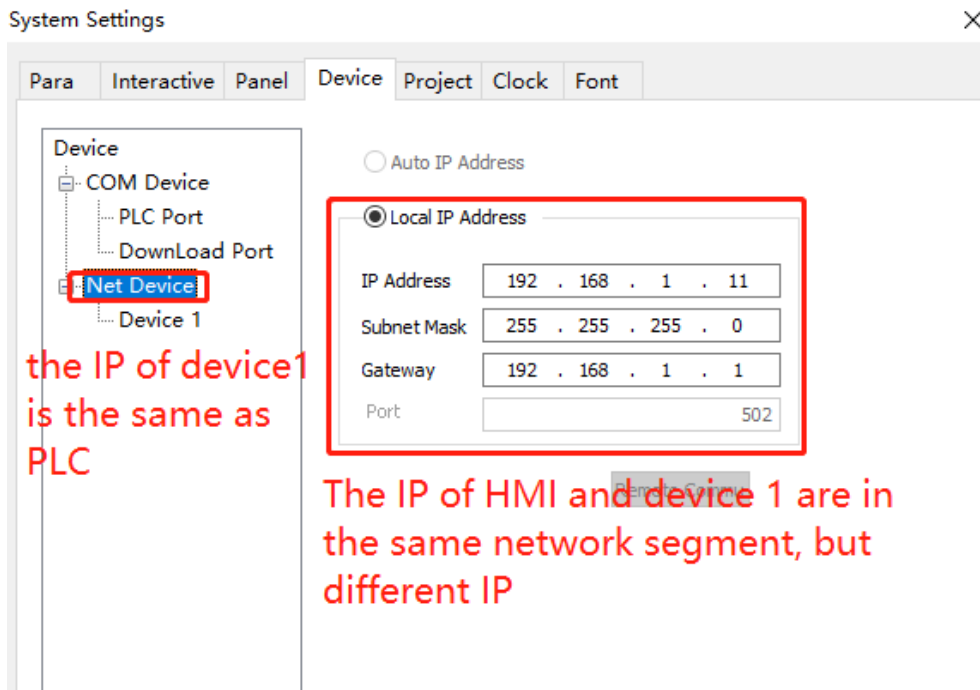 System Settings
Para Interactive Panel Device Project Clock Font
Device
COM Device
PLC Port
DownLoad Port
Net Device
Device 1
the IP of device1
is the same as
PLC
Auto IP Address
Local IP Address
IP Address 192 . 168 . 1 . 11
Subnet Mask 255 . 255 . 255 . 0
Gateway 192 . 168 . 1 . 1
Port 502
Remote Commu
The IP of HMI and device 1 are in
the same network segment, but
different IP